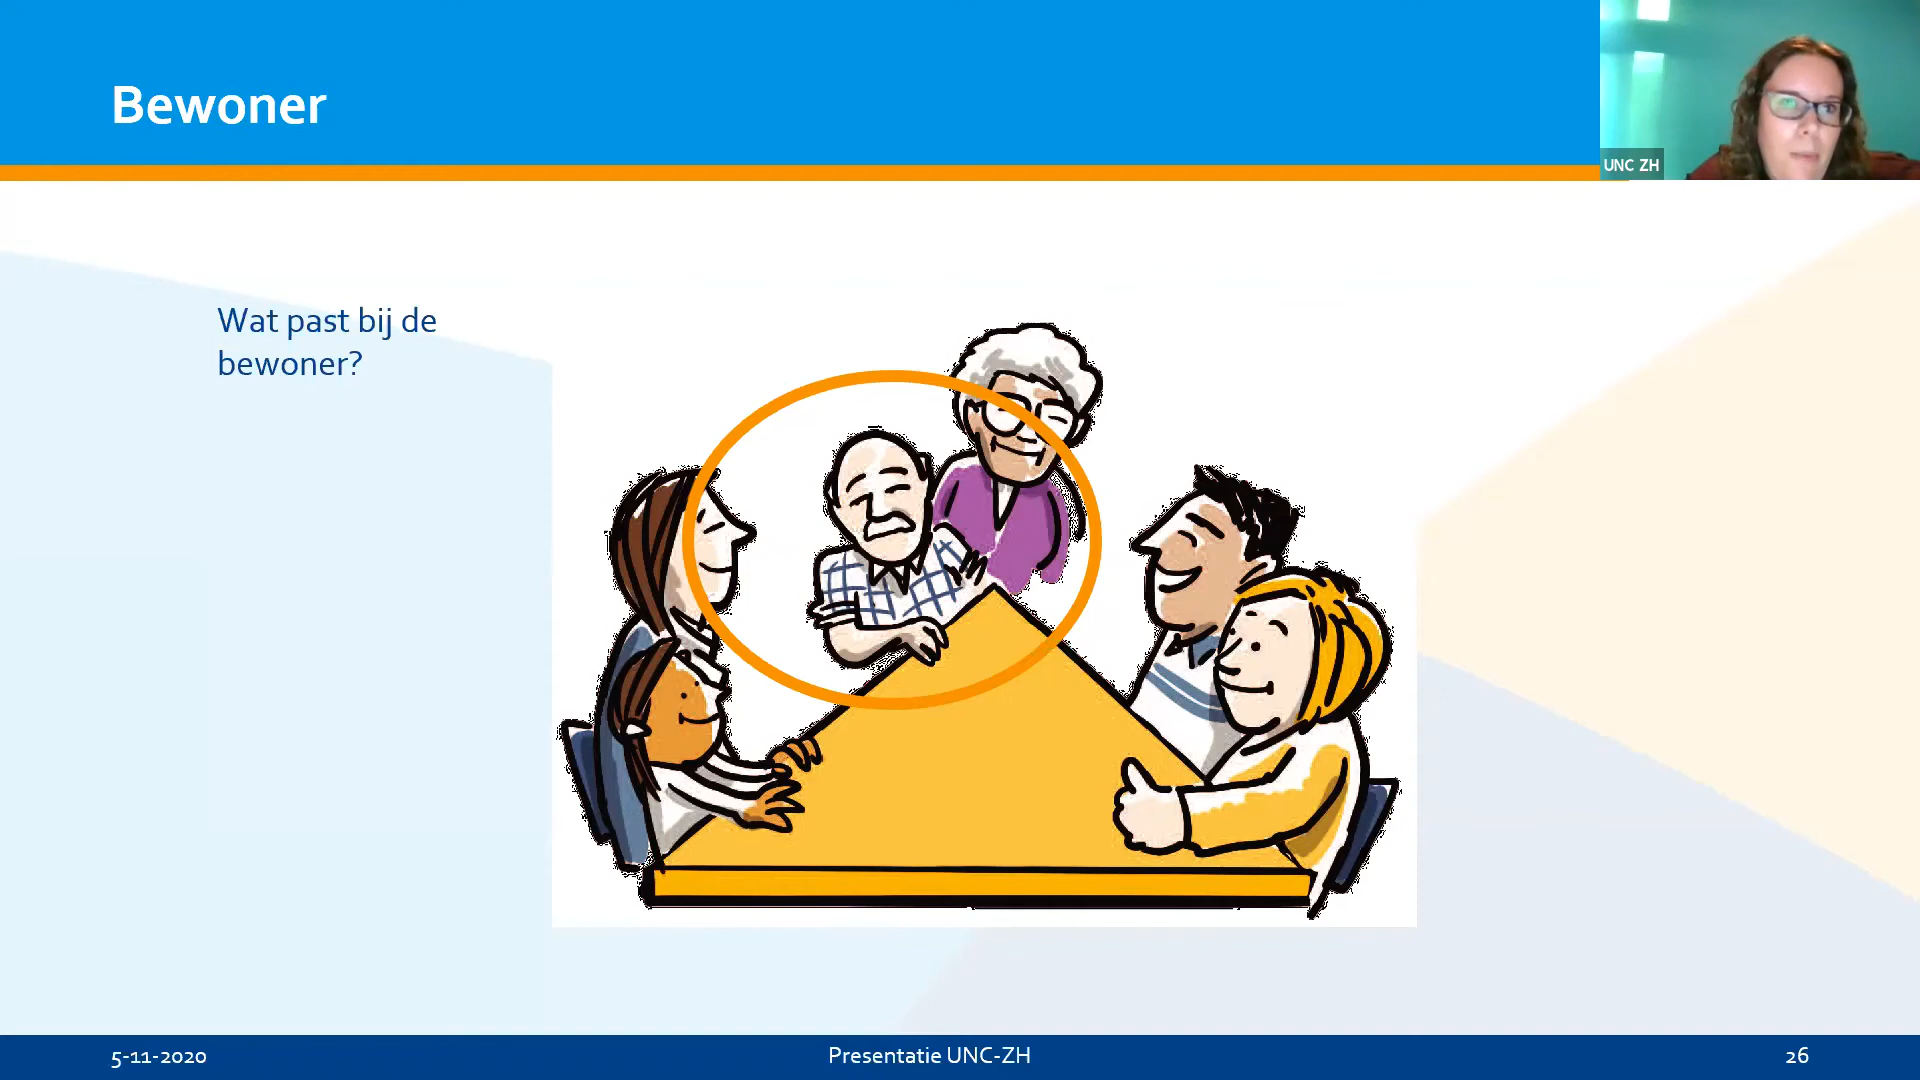 Bewoner
UNC ZH
Wat past bij de
bewoner?
5-11-2020
Presentatie UNC-ZH
26